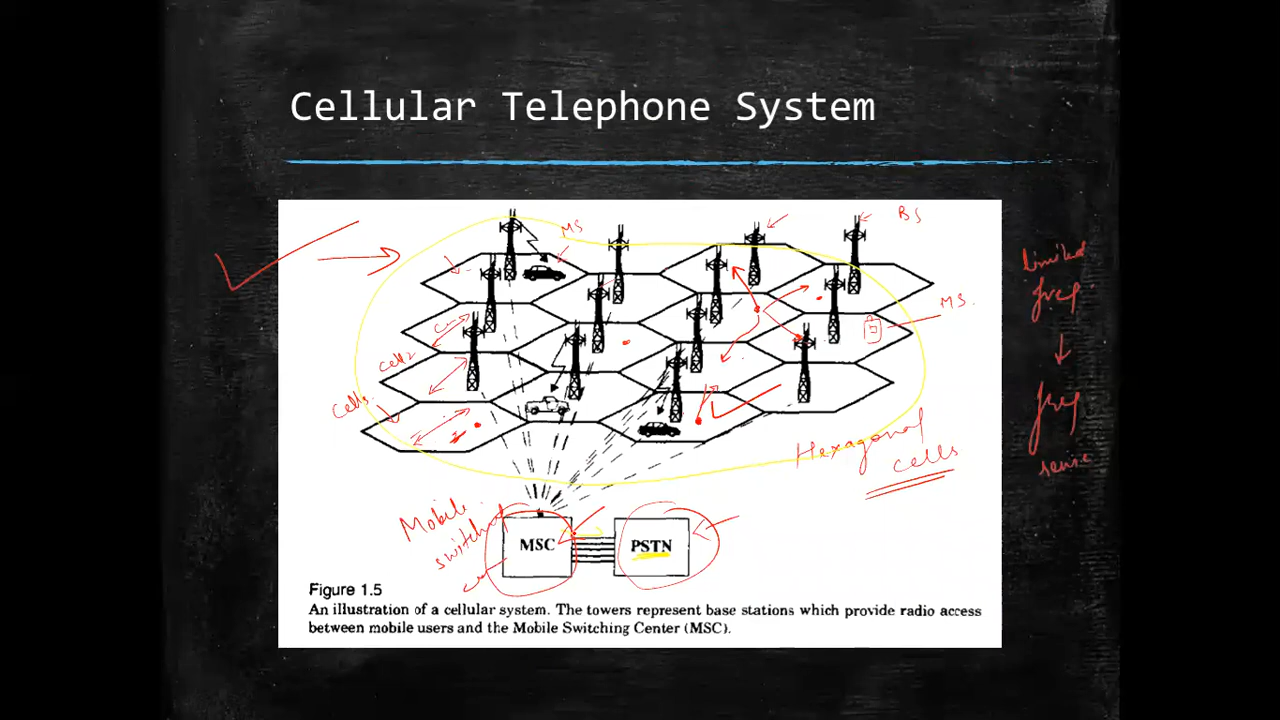 Cellular Telephone System
MS
BS
limited
freq
MS.
cell2
cells
freq
Hexagonal
cells
Mobile
switching
MSC
PSTN
Figure 1.5
An illustration of a cellular system. The towers represent base stations which provide radio access
between mobile users and the Mobile Switching Center (MSC).